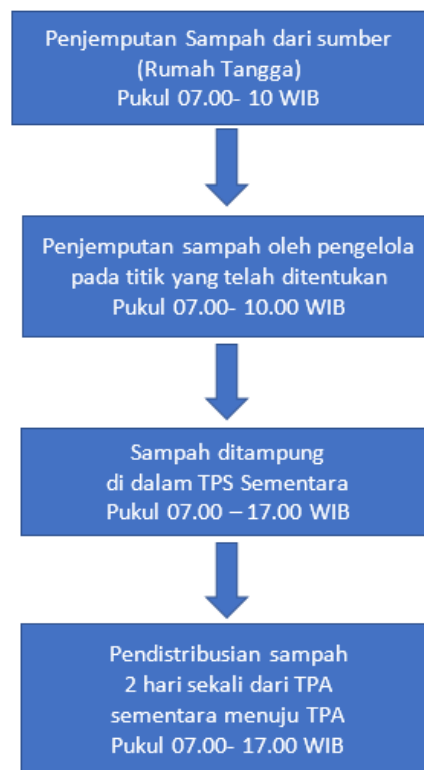 Penjemputan Sampah dari sumber
(Rumah Tangga)
Pukul 07.00- 10 WIB
Penjemputan sampah oleh pengelola
pada titik yang telah ditentukan
Pukul 07.00- 10.00 WIB
Sampah ditampung
di dalam TPS Sementara
Pukul 07.00 – 17.00 WIB
Pendistribusian sampah
2 hari sekali dari TPA
sementara menuju TPA
Pukul 07.00- 17.00 WIB